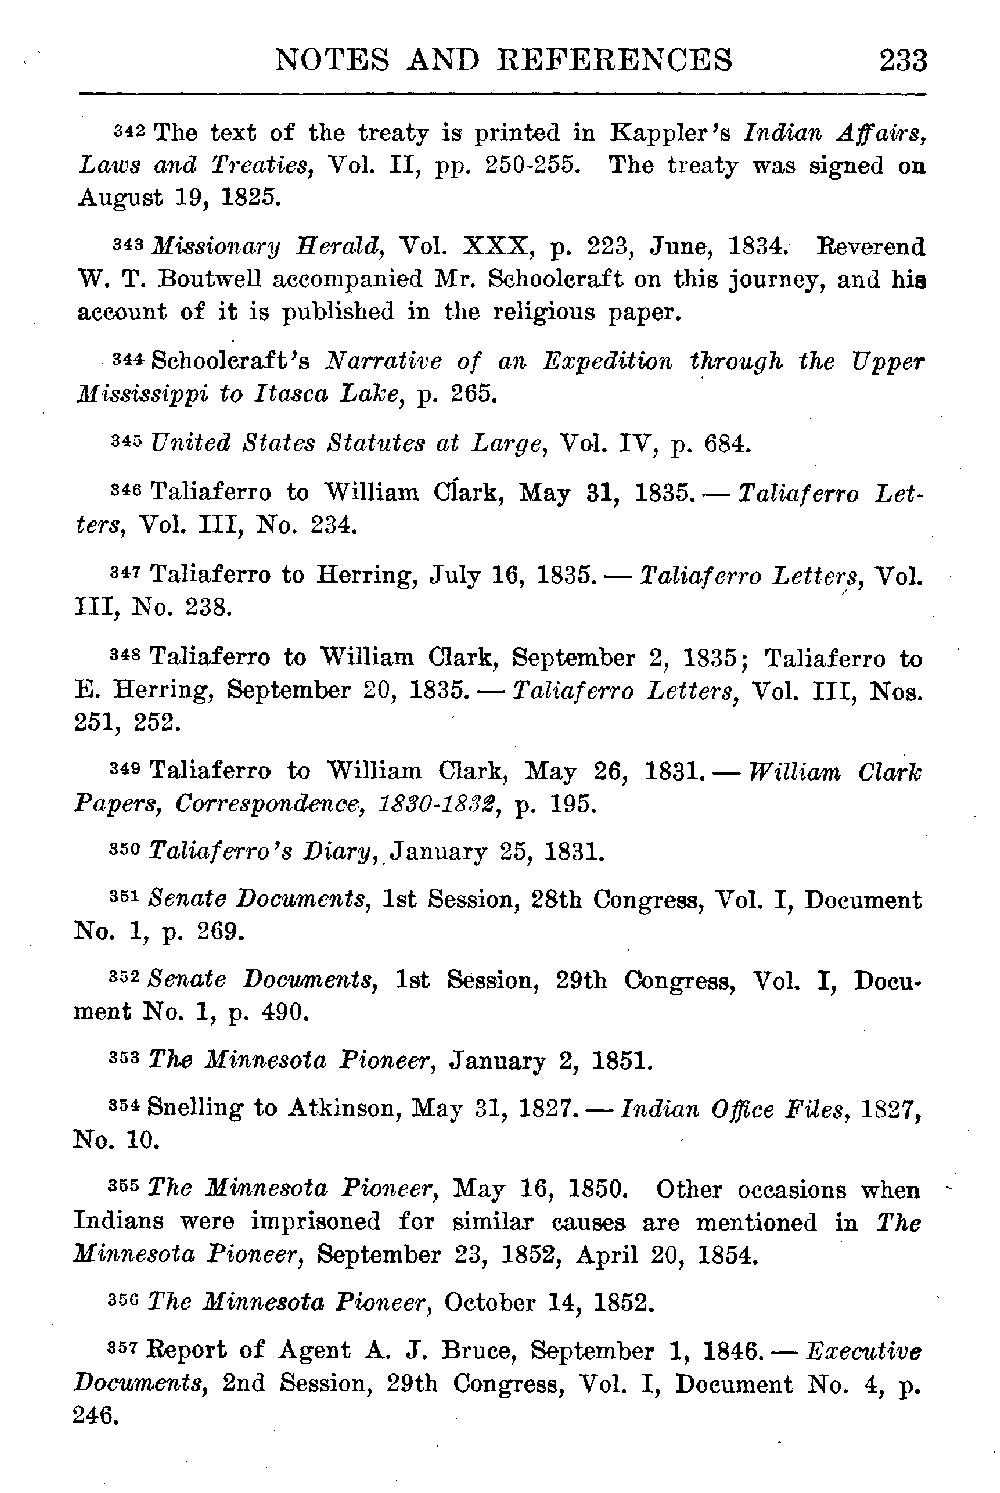 NOTES AND REFERENCES 233
342 The text of the treaty is printed in Kappler's Indian Affairs,
Laws and Treaties, Vol. II, pp. 250-255. The treaty was signed on
August 19, 1825.
343 Missionary Herald, Vol. XXX, p. 223, June, 1834. Reverend
W. T. Boutwell accompanied Mr. Schoolcraft on this journey, and his
account of it is published in the religious paper.
344 Schoolcraft's Narrative of an Expedition through the Upper
Mississippi to Itasca Lake, p. 265.
345 United States Statutes at Large, Vol. IV, p. 684.
346 Taliaferro to William Clark, May 31, 1835. — Taliaferro Let-
ters, Vol. III, No. 234.
347 Taliaferro to Herring, July 16, 1835. — Taliaferro Letters, Vol.
III, No. 238.
348 Taliaferro to William Clark, September 2, 1835; Taliaferro to
E. Herring, September 20, 1835. — Taliaferro Letters, Vol. III, Nos.
251, 252.
349 Taliaferro to William Clark, May 26, 1831. — William Clark
Papers, Correspondence, 1830-1832, p. 195.
350 Taliaferro's Diary, January 25, 1831.
351 Senate Documents, 1st Session, 28th Congress, Vol. I, Document
No. 1, p. 269.
352 Senate Documents, 1st Session, 29th Congress, Vol. I, Docu-
ment No. 1, p. 490.
353 The Minnesota Pioneer, January 2, 1851.
354 Snelling to Atkinson, May 31, 1827. — Indian Office Files, 1827,
No. 10.
355 The Minnesota Pioneer, May 16, 1850. Other occasions when
Indians were imprisoned for similar causes are mentioned in The
Minnesota Pioneer, September 23, 1852, April 20, 1854.
356 The Minnesota Pioneer, October 14, 1852.
357 Report of Agent A. J. Bruce, September 1, 1846. — Executive
Documents, 2nd Session, 29th Congress, Vol. I, Document No. 4, p.
246.